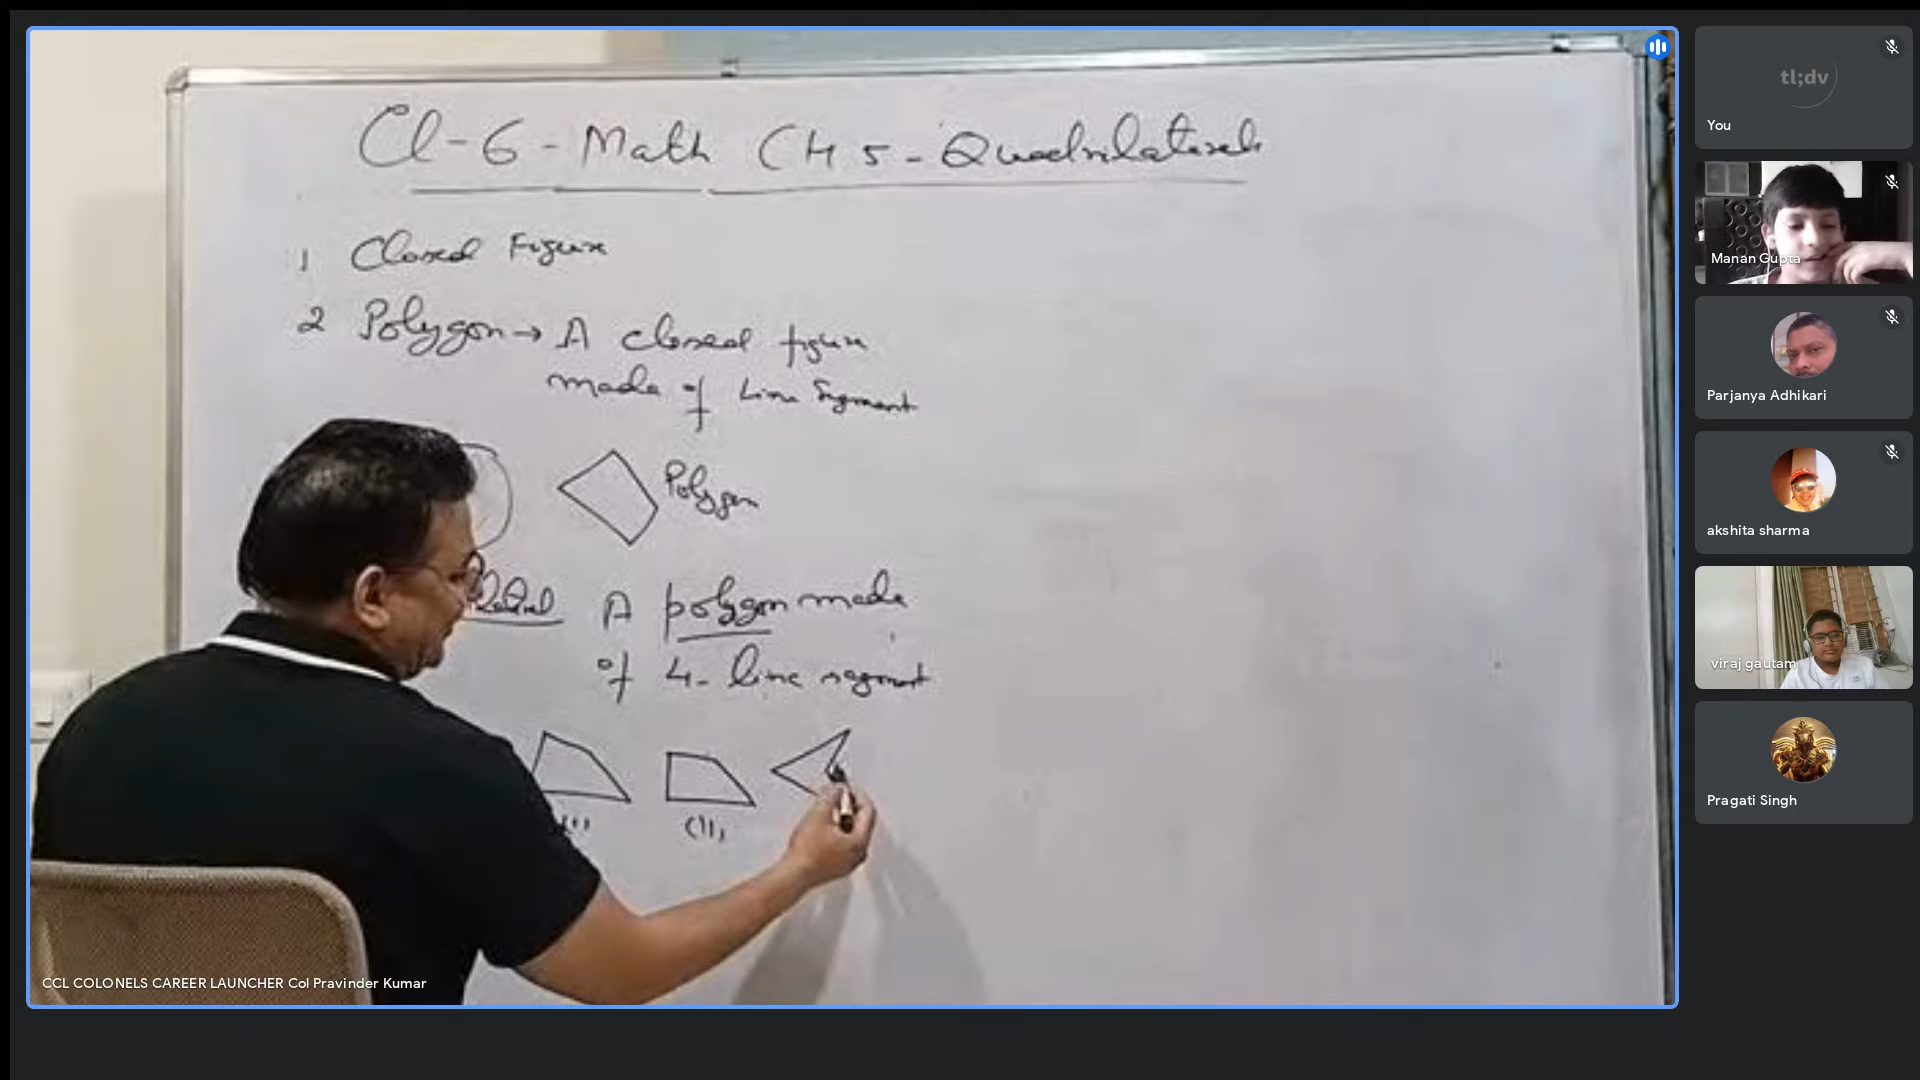 Cl-6-Math CH 5-Quadrilaterals
1 Closed Figure
2 Polygon → A closed figure
made of Line Segment
Polygon
A polygon made
of 4- line segment
(i)
(ii)
CCL COLONELS CAREER LAUNCHER Col Pravinder Kumar
tl;dv
You
Manan Gupta
Parjanya Adhikari
akshita sharma
viraj gautam
Pragati Singh